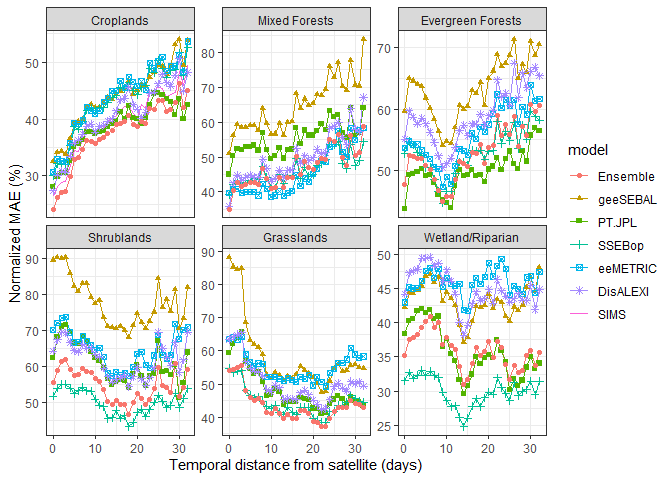 Croplands Mixed Forests Evergreen Forests
50
40
30
80
70
60
50
40
70
60
50
Shrublands Grasslands Wetland/Riparian
90
80
70
60
50
90
80
70
60
50
40
50
45
40
35
30
25
0 10 20 30 0 10 20 30 0 10 20 30
Temporal distance from satellite (days)
Normalized MAE (%)
model
Ensemble
geeSEBAL
PT.JPL
SSEBop
eeMETRIC
DisALEXI
SIMS